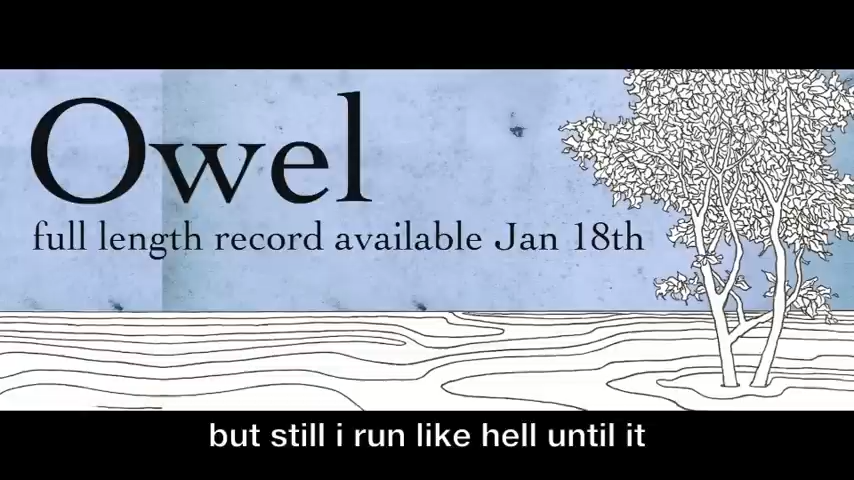 Owel
full length record available Jan 18th
but still i run like hell until it